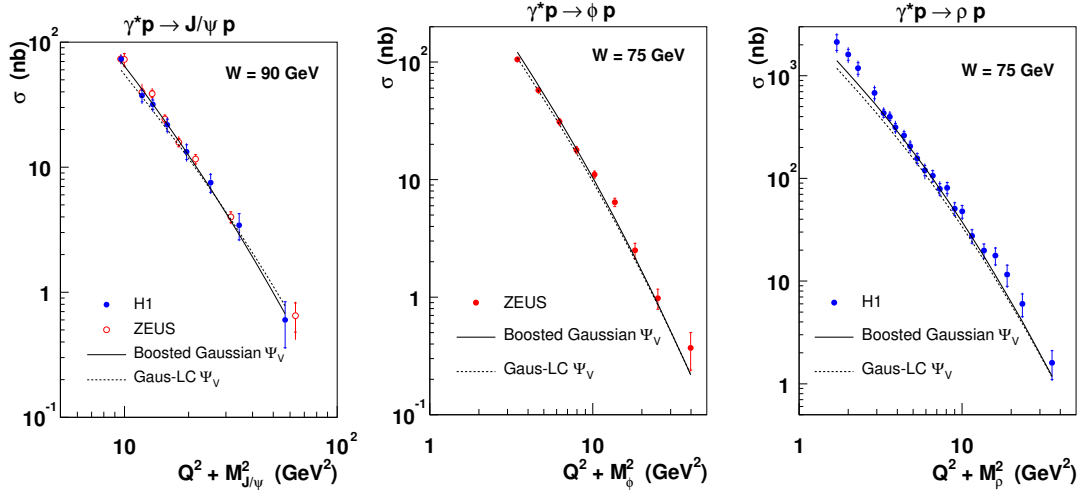 γ*p → J/ψ p
σ (nb)
W = 90 GeV
10²
10
1
10⁻¹
H1
ZEUS
Boosted Gaussian Ψ_V
Gaus-LC Ψ_V
10 10²
Q² + M²_J/ψ (GeV²)
γ*p → ϕ p
σ (nb)
W = 75 GeV
10²
10
1
10⁻¹
ZEUS
Boosted Gaussian Ψ_V
Gaus-LC Ψ_V
1 10
Q² + M²_ϕ (GeV²)
γ*p → ρ p
σ (nb)
W = 75 GeV
10³
10²
10
1
H1
Boosted Gaussian Ψ_V
Gaus-LC Ψ_V
1 10
Q² + M²_ρ (GeV²)